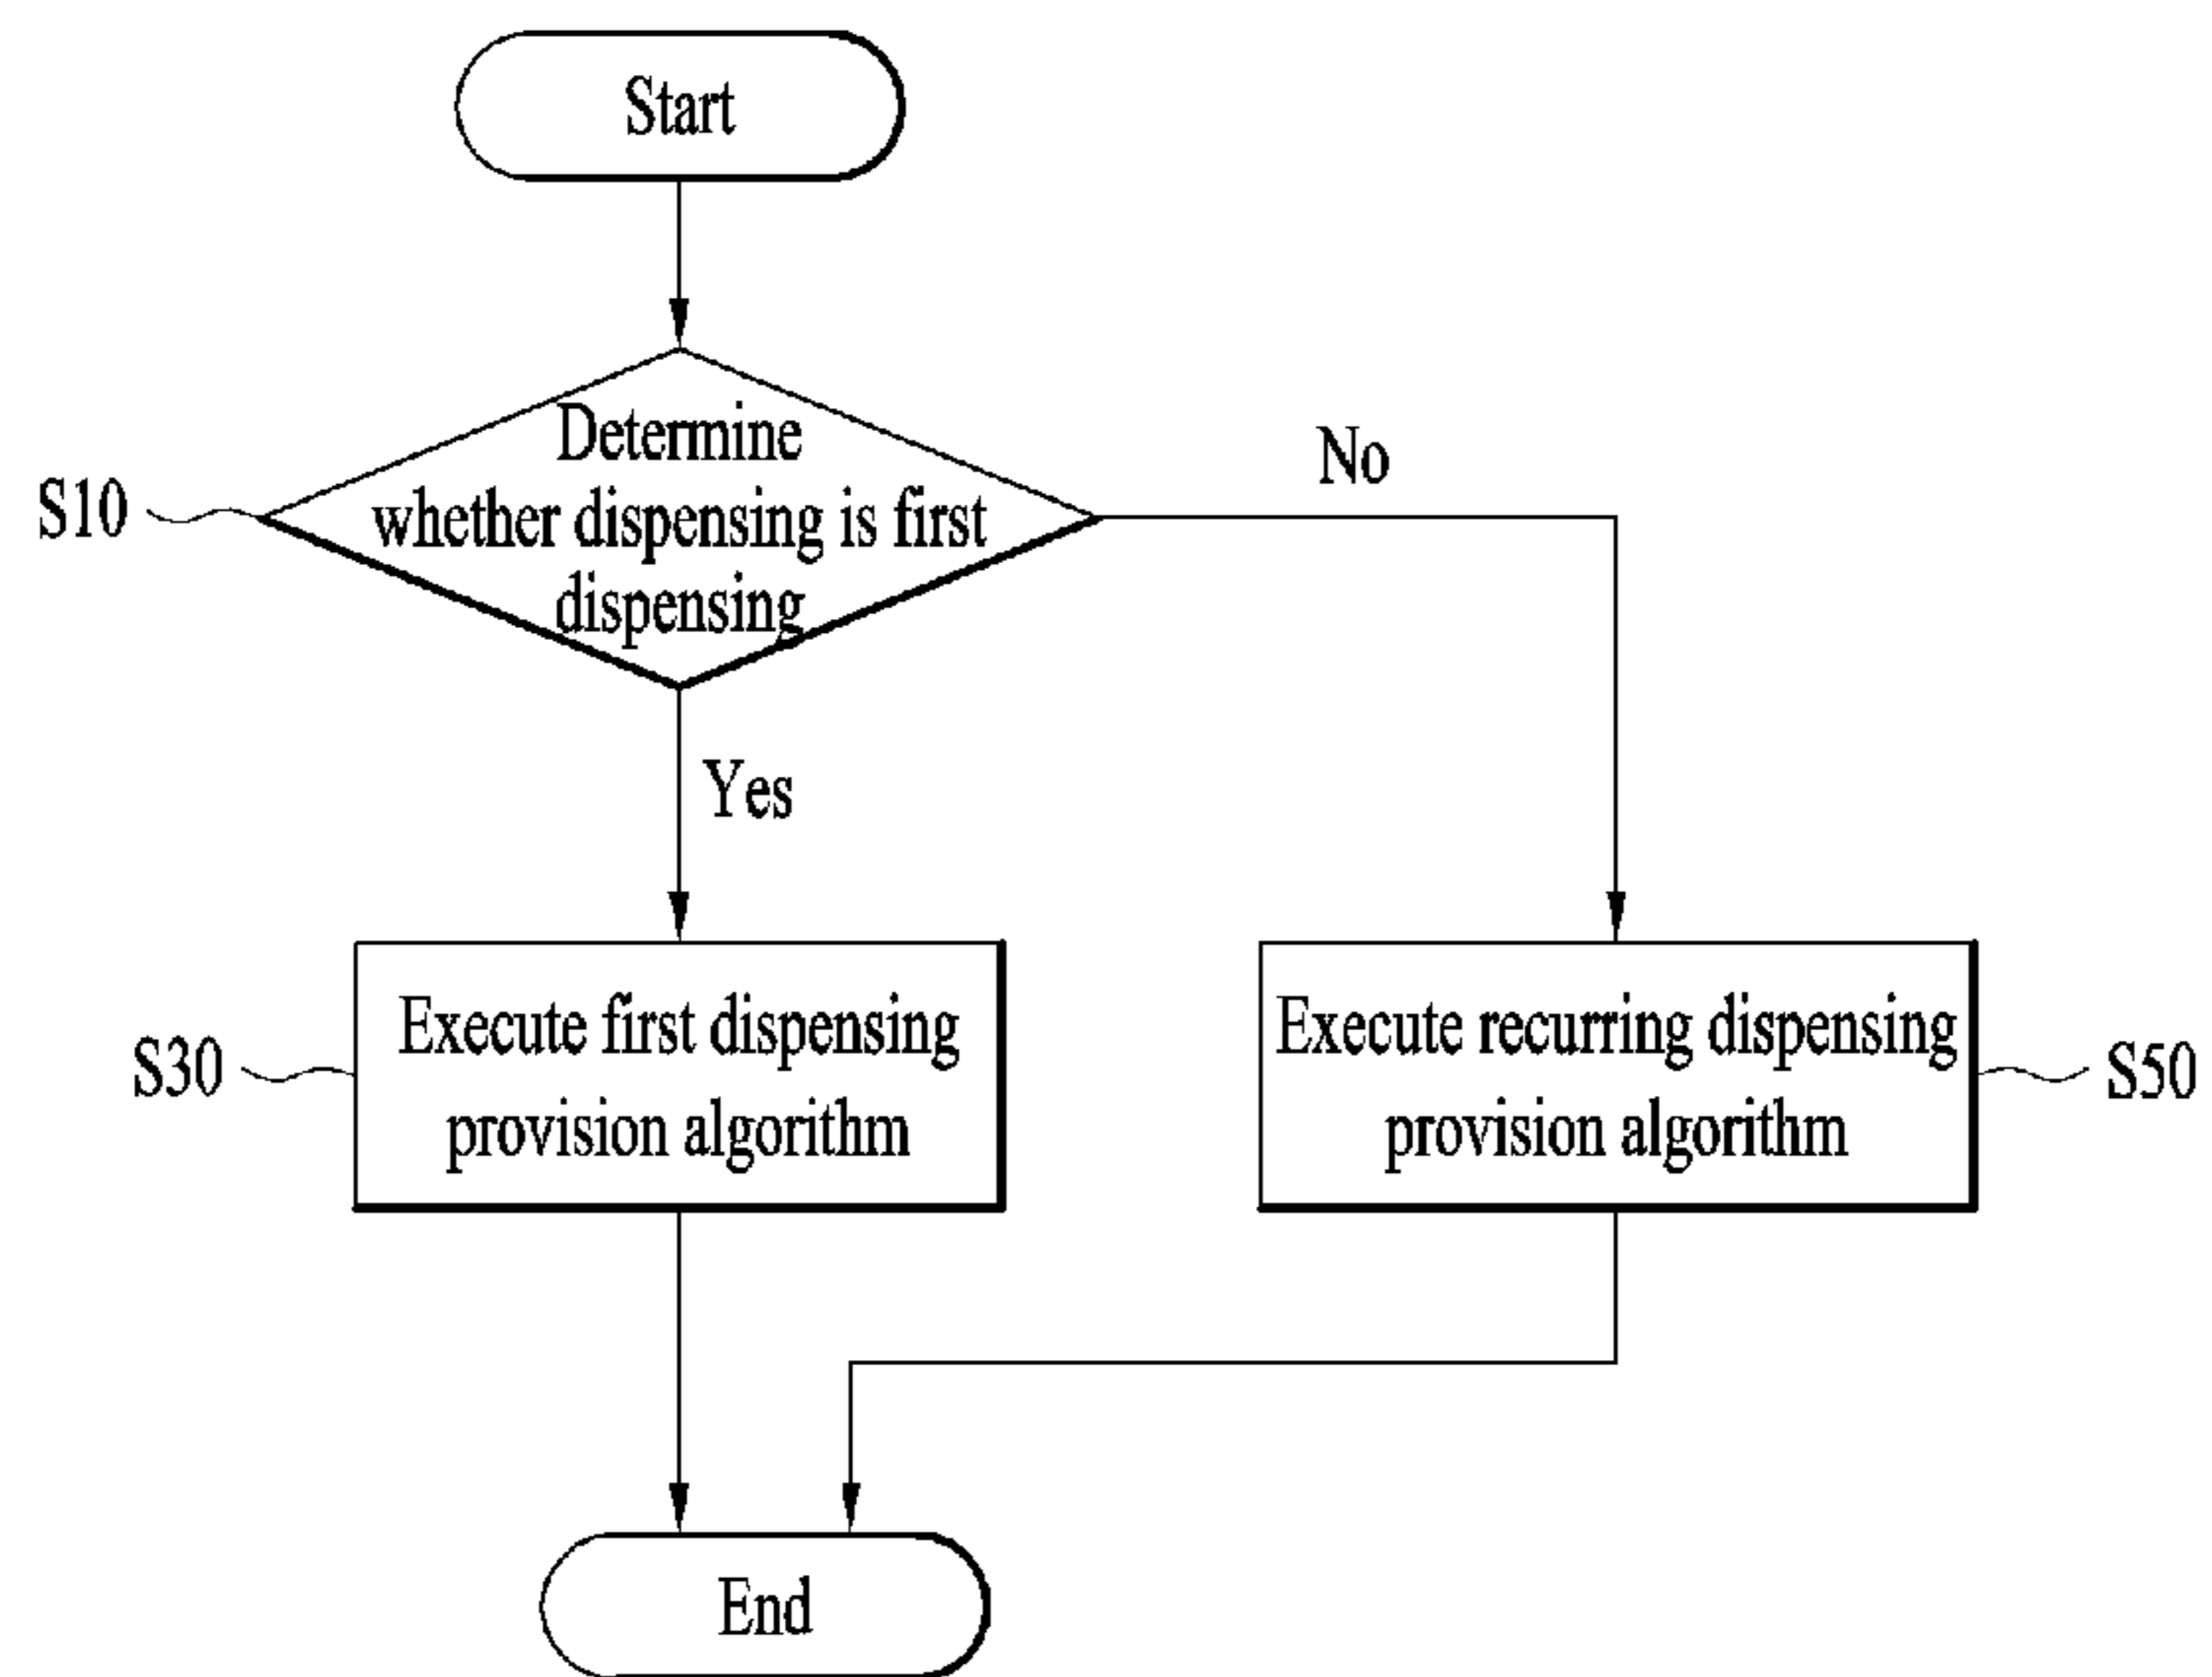 Start
Determine
whether dispensing is first
dispensing
S10
No
Yes
Execute first dispensing
provision algorithm
S30
Execute recurring dispensing
provision algorithm
S50
End